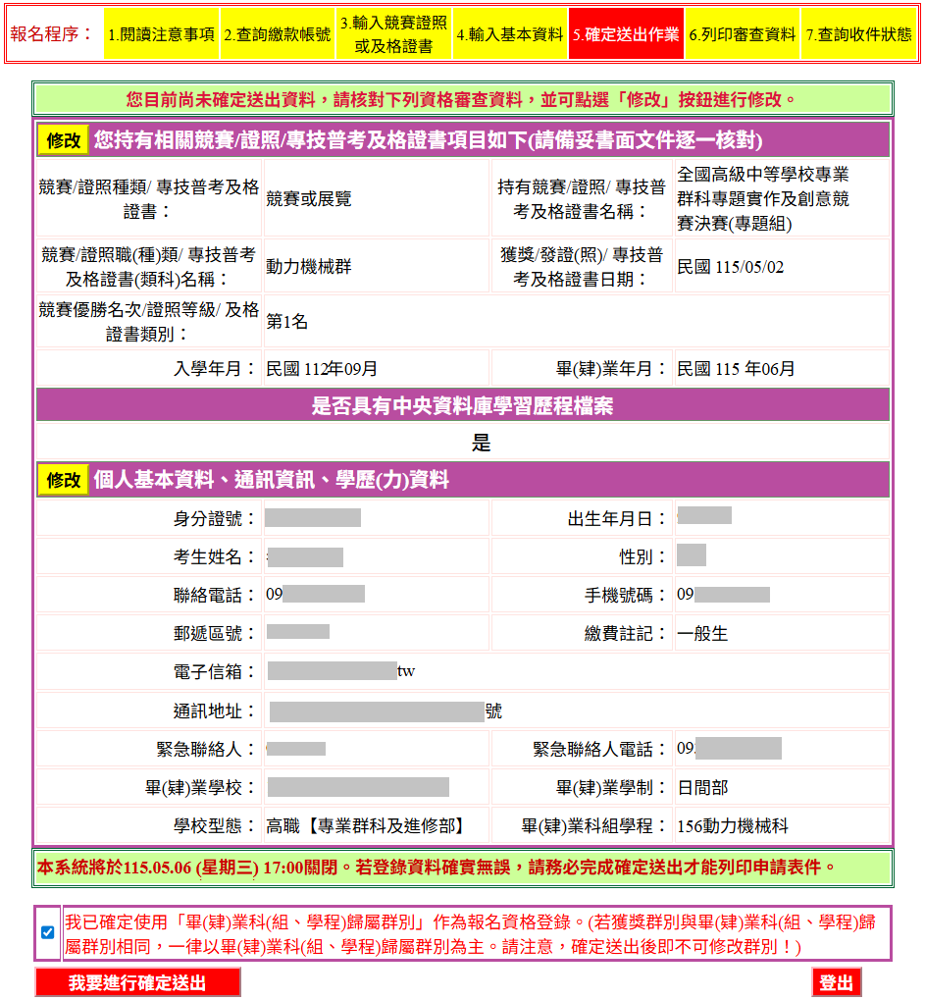 報名程序：
1.閱讀注意事項
2.查詢繳款帳號
3.輸入競賽證照
或及格證書
4.輸入基本資料
5.確定送出作業
6.列印審查資料
7.查詢收件狀態
您目前尚未確定送出資料，請核對下列資格審查資料，並可點選「修改」按鈕進行修改。
修改 您持有相關競賽/證照/專技普考及格證書項目如下(請備妥書面文件逐一核對)
競賽/證照種類/ 專技普考及格
證書：
競賽或展覽
持有競賽/證照/ 專技普
考及格證書名稱：
全國高級中等學校專業
群科專題實作及創意競
賽決賽(專題組)
競賽/證照職(種)類/ 專技普考
及格證書(類科)名稱：
動力機械群
獲獎/發證(照)/ 專技普
考及格證書日期：
民國 115/05/02
競賽優勝名次/證照等級/ 及格
證書類別：
第1名
入學年月：
民國 112年09月
畢(肄)業年月：
民國 115 年06月
是否具有中央資料庫學習歷程檔案
是
修改 個人基本資料、通訊資訊、學歷(力)資料
身分證號：
出生年月日：
考生姓名：
性別：
聯絡電話：
09
手機號碼：
09
郵遞區號：
繳費註記：
一般生
電子信箱：
tw
通訊地址：
號
緊急聯絡人：
緊急聯絡人電話：
09
畢(肄)業學校：
畢(肄)業學制：
日間部
學校型態：
高職【專業群科及進修部】
畢(肄)業科組學程：
156動力機械科
本系統將於115.05.06 (星期三) 17:00關閉。若登錄資料確實無誤，請務必完成確定送出才能列印申請表件。
我已確定使用「畢(肄)業科(組、學程)歸屬群別」作為報名資格登錄。(若獲獎群別與畢(肄)業科(組、學程)歸
屬群別相同，一律以畢(肄)業科(組、學程)歸屬群別為主。請注意，確定送出後即不可修改群別！)
我要進行確定送出
登出